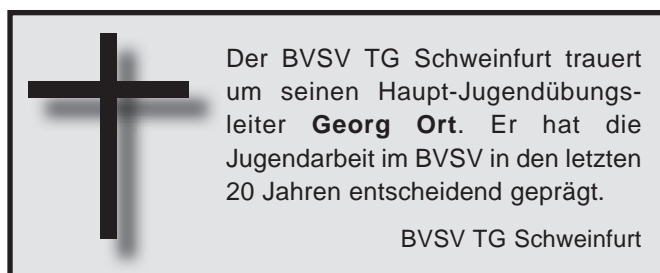 Der BVSV TG Schweinfurt trauert
um seinen Haupt-Jugendübungs-
leiter Georg Ort. Er hat die
Jugendarbeit im BVSV in den letzten
20 Jahren entscheidend geprägt.
BVSV TG Schweinfurt